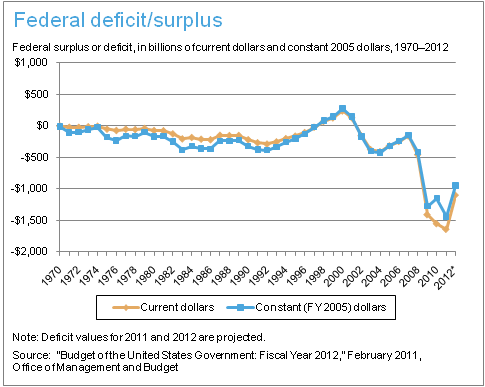 Federal deficit/surplus
Federal surplus or deficit, in billions of current dollars and constant 2005 dollars, 1970–2012
$1,000
$500
$0
-$500
-$1,000
-$1,500
-$2,000
1970 1972 1974 1976 1978 1980 1982 1984 1986 1988 1990 1992 1994 1996 1998 2000 2002 2004 2006 2008 2010 2012*
Current dollars Constant (FY 2005) dollars
Note: Deficit values for 2011 and 2012 are projected.
Source: "Budget of the United States Government: Fiscal Year 2012," February 2011,
Office of Management and Budget